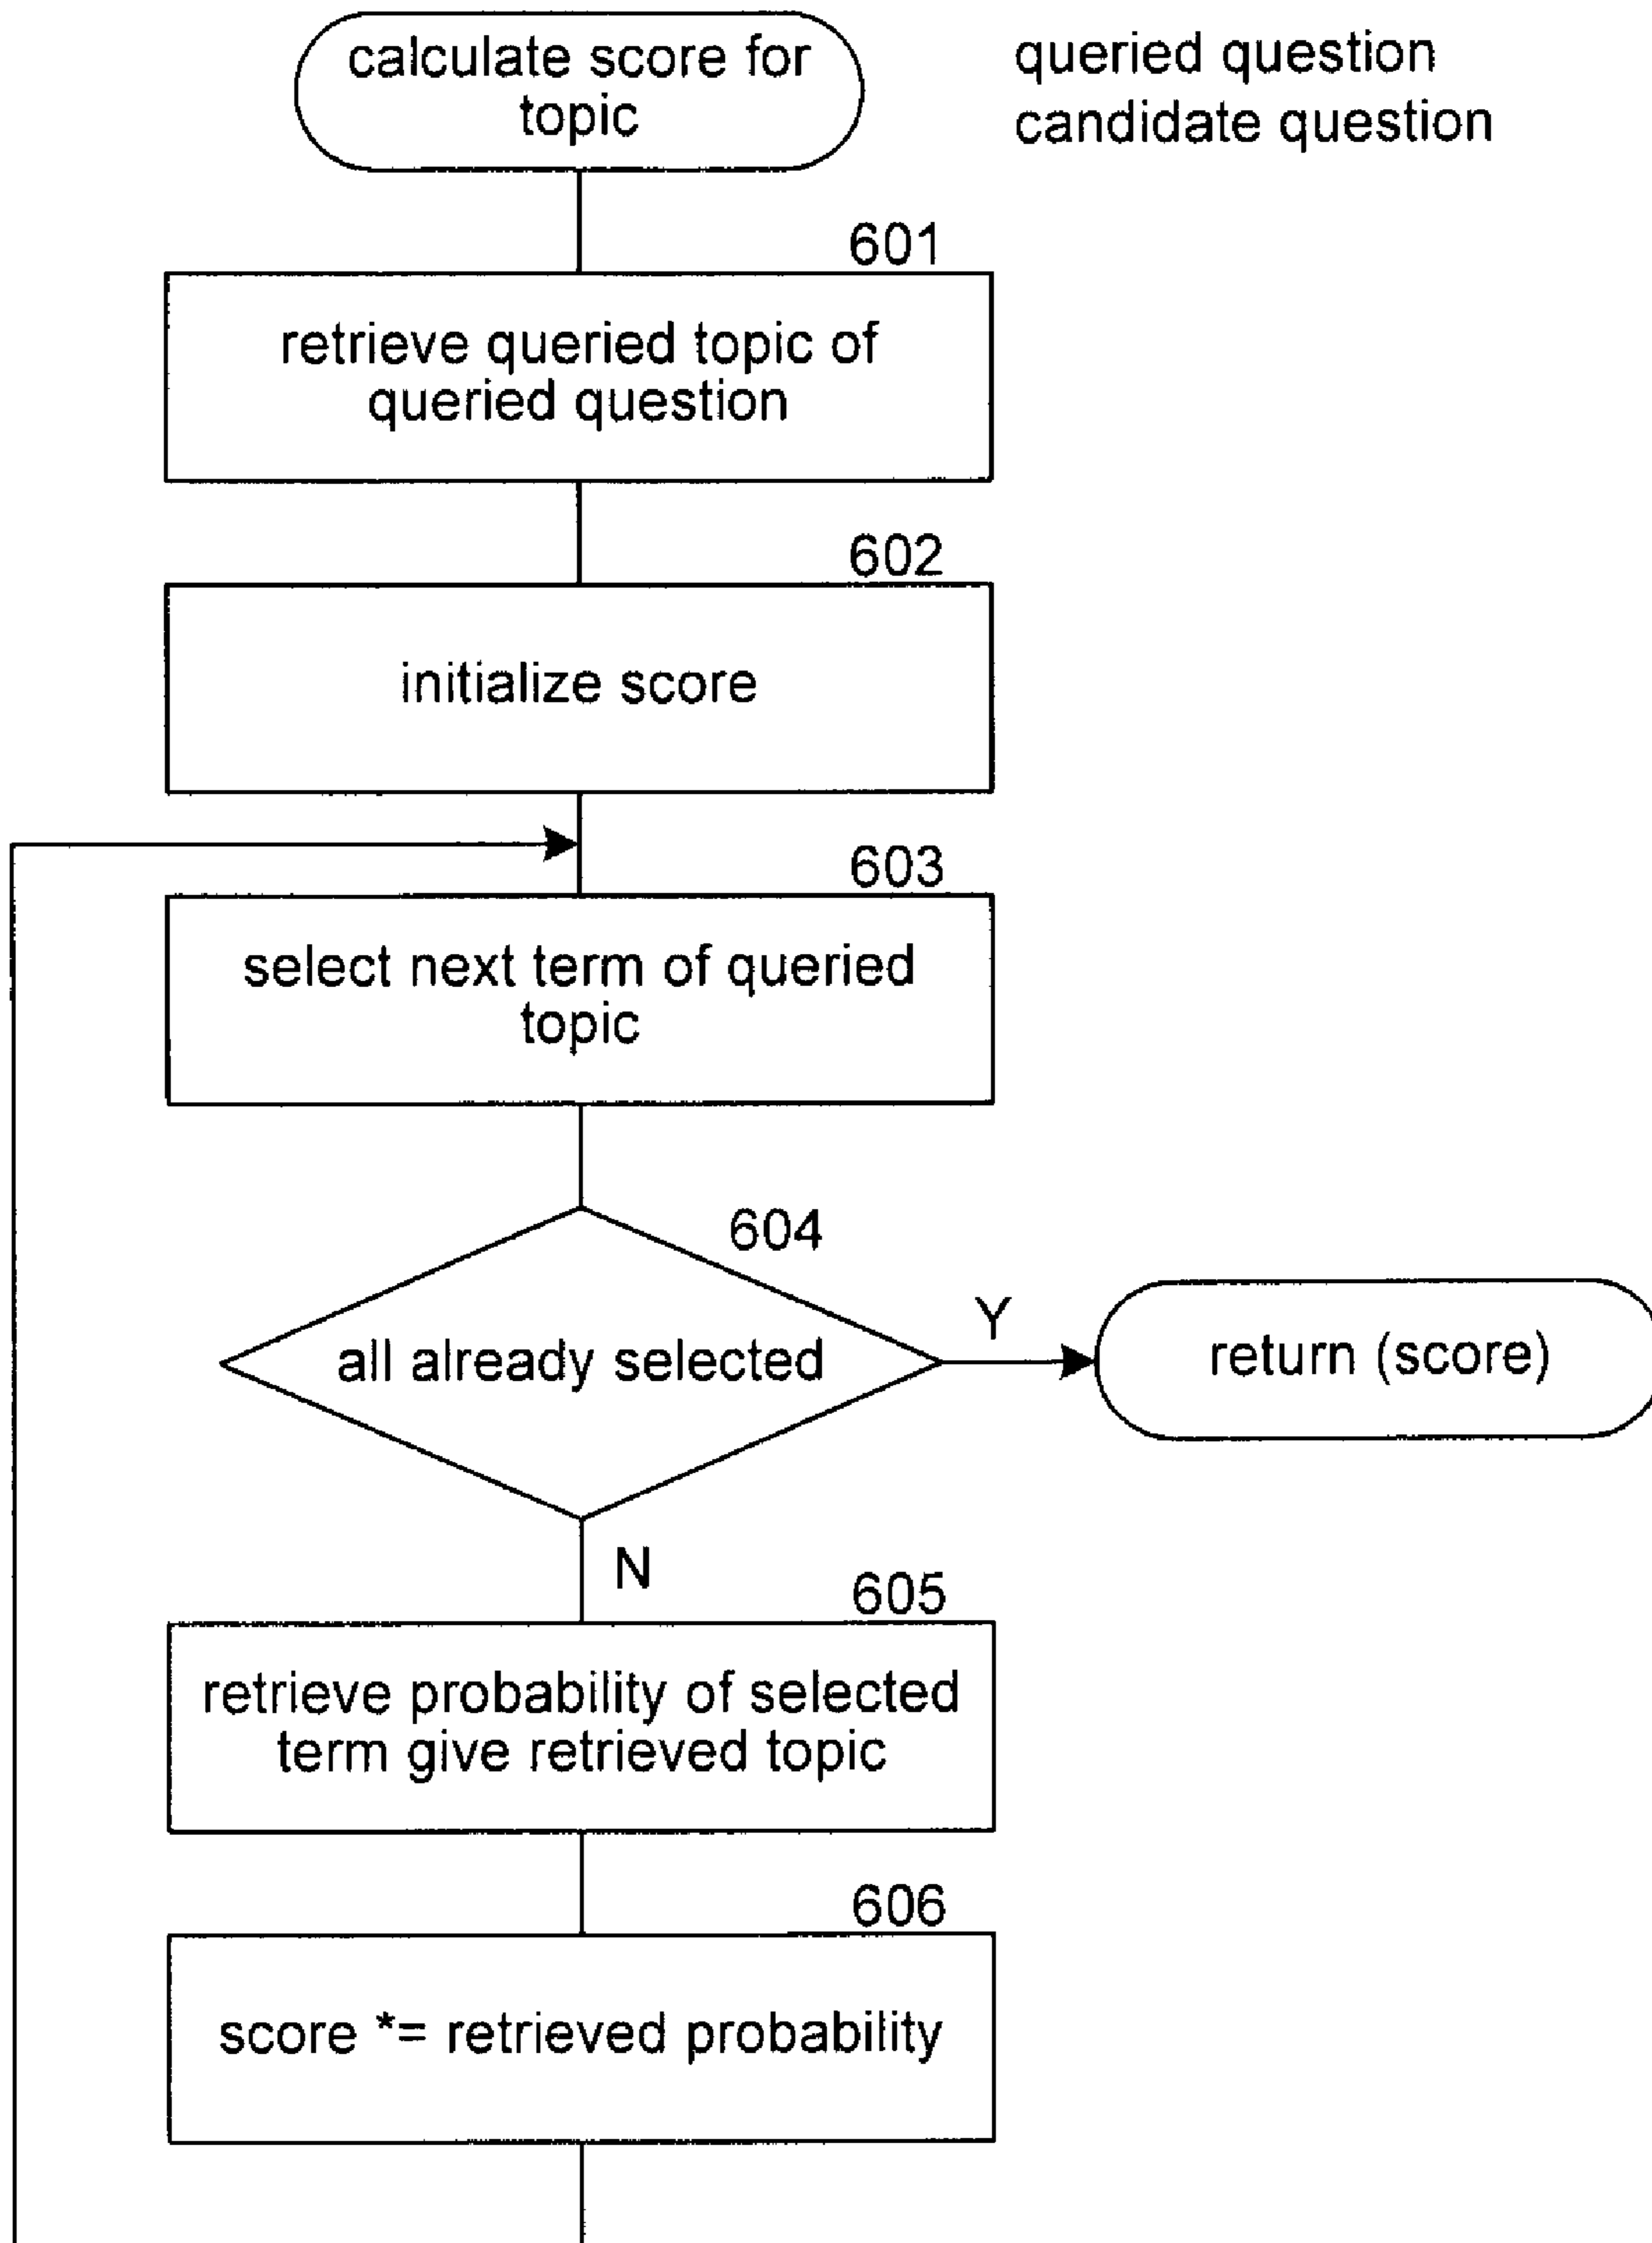 calculate score for
topic
queried question
candidate question
601
retrieve queried topic of
queried question
602
initialize score
603
select next term of queried
topic
604
all already selected
Y
return (score)
N
605
retrieve probability of selected
term give retrieved topic
606
score *= retrieved probability